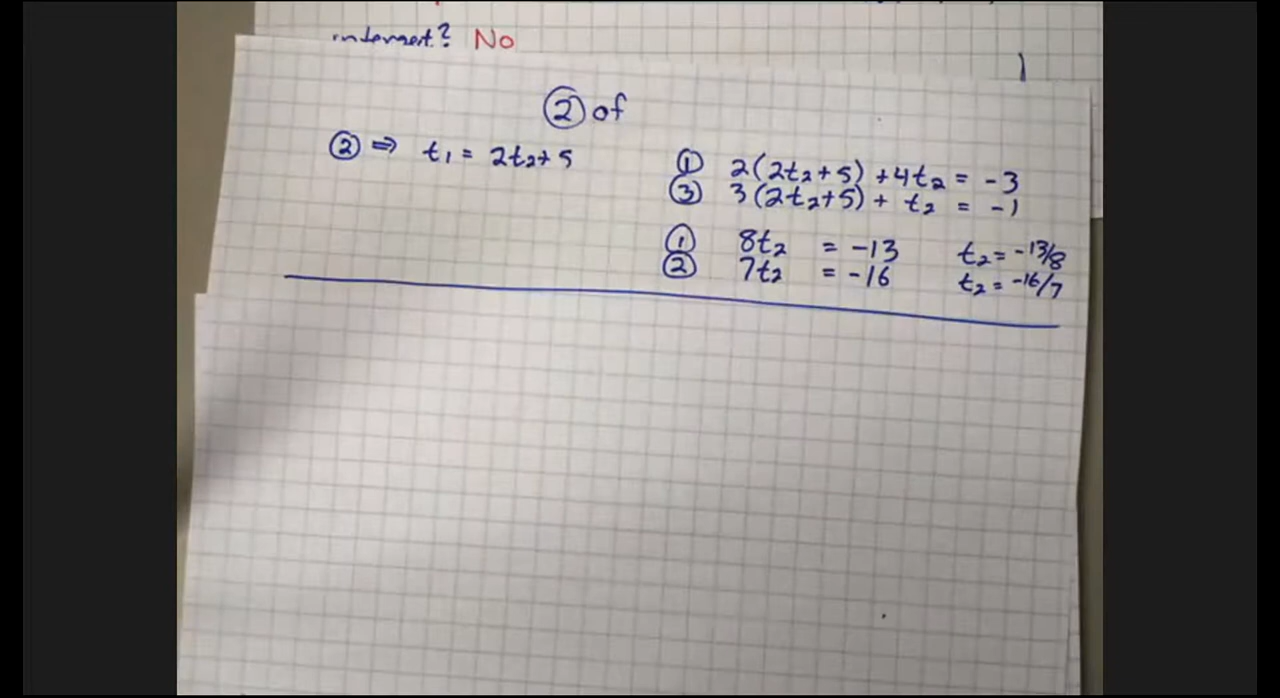 intersect? No
② of
② ⇒ t₁ = 2t₂+5
① 2(2t₂+5) +4t₂ = -3
③ 3(2t₂+5) + t₂ = -1
① 8t₂ = -13 t₂ = -13/8
② 7t₂ = -16 t₂ = -16/7